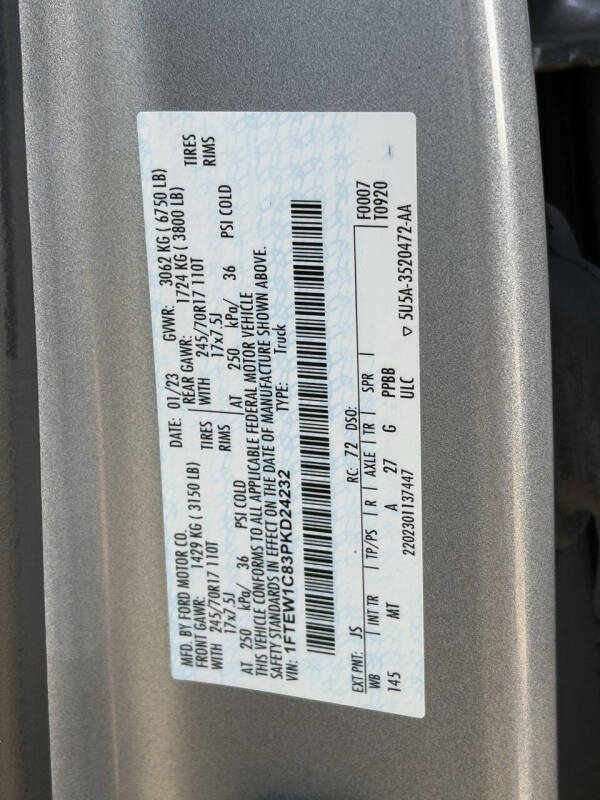 MFD. BY FORD MOTOR CO. DATE: 01/23 GVWR: 3062 KG ( 6750 LB)
FRONT GAWR: 1429 KG ( 3150 LB) REAR GAWR: 1724 KG ( 3800 LB)
WITH 245/70R17 110T TIRES WITH 245/70R17 110T TIRES
17x7.5J RIMS 17x7.5J RIMS
AT 250 kPa/ 36 PSI COLD AT 250 kPa/ 36 PSI COLD
THIS VEHICLE CONFORMS TO ALL APPLICABLE FEDERAL MOTOR VEHICLE
SAFETY STANDARDS IN EFFECT ON THE DATE OF MANUFACTURE SHOWN ABOVE.
VIN: 1FTEW1C83PKD24232 TYPE: Truck
EXT PNT: JS RC: 72 DSO: F0007
WB INT TR TP/PS R AXLE TR SPR T0920
145 MT A 27 G PPBB
2202301137447 ULC ▽ 5U5A-3520472-AA